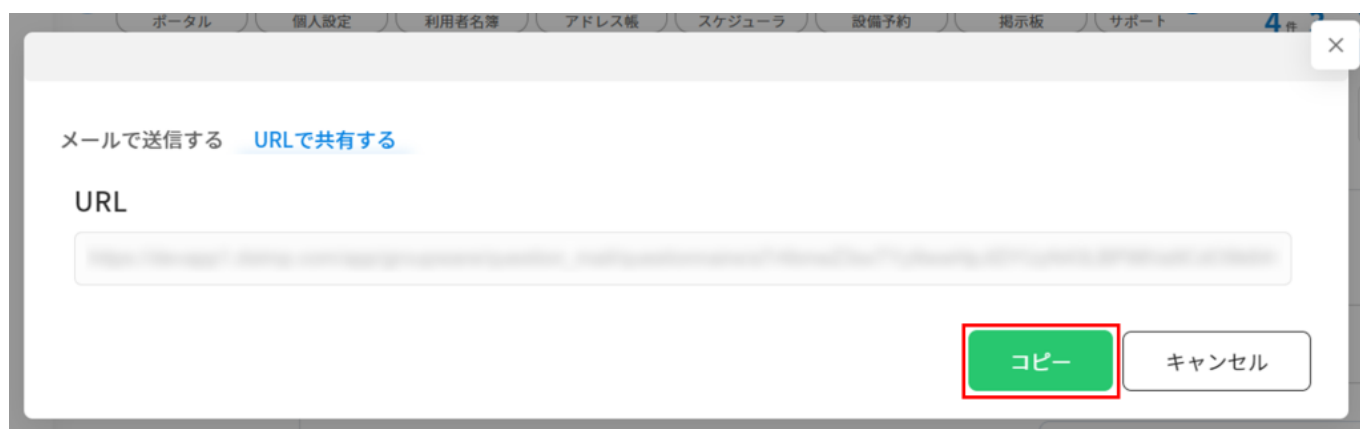 ポータル 個人設定 利用者名簿 アドレス帳 スケジューラ 設備予約 掲示板 サポート 4件
メールで送信する URLで共有する
URL
コピー キャンセル